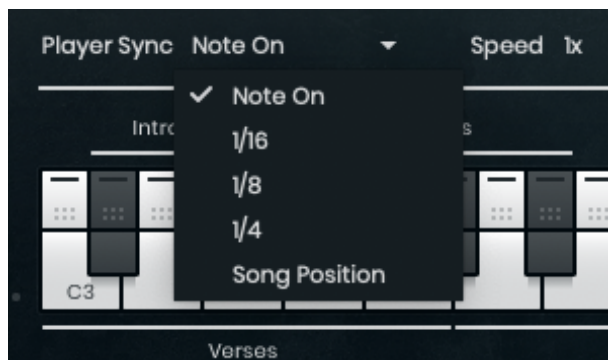 Player Sync Note On Speed 1x
Note On
1/16
1/8
1/4
Song Position
C3
Verses